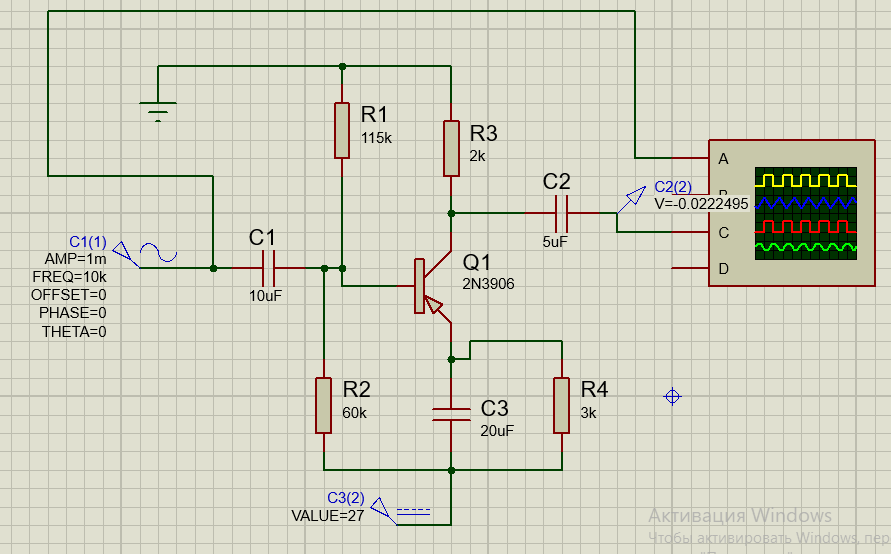 R1
115k
R3
2k
C2
5uF
C2(2)
V=-0.0222495
A
C
D
C1(1)
AMP=1m
FREQ=10k
OFFSET=0
PHASE=0
THETA=0
C1
10uF
Q1
2N3906
R2
60k
C3
20uF
R4
3k
C3(2)
VALUE=27
Активация Windows
Чтобы активировать Windows, пер